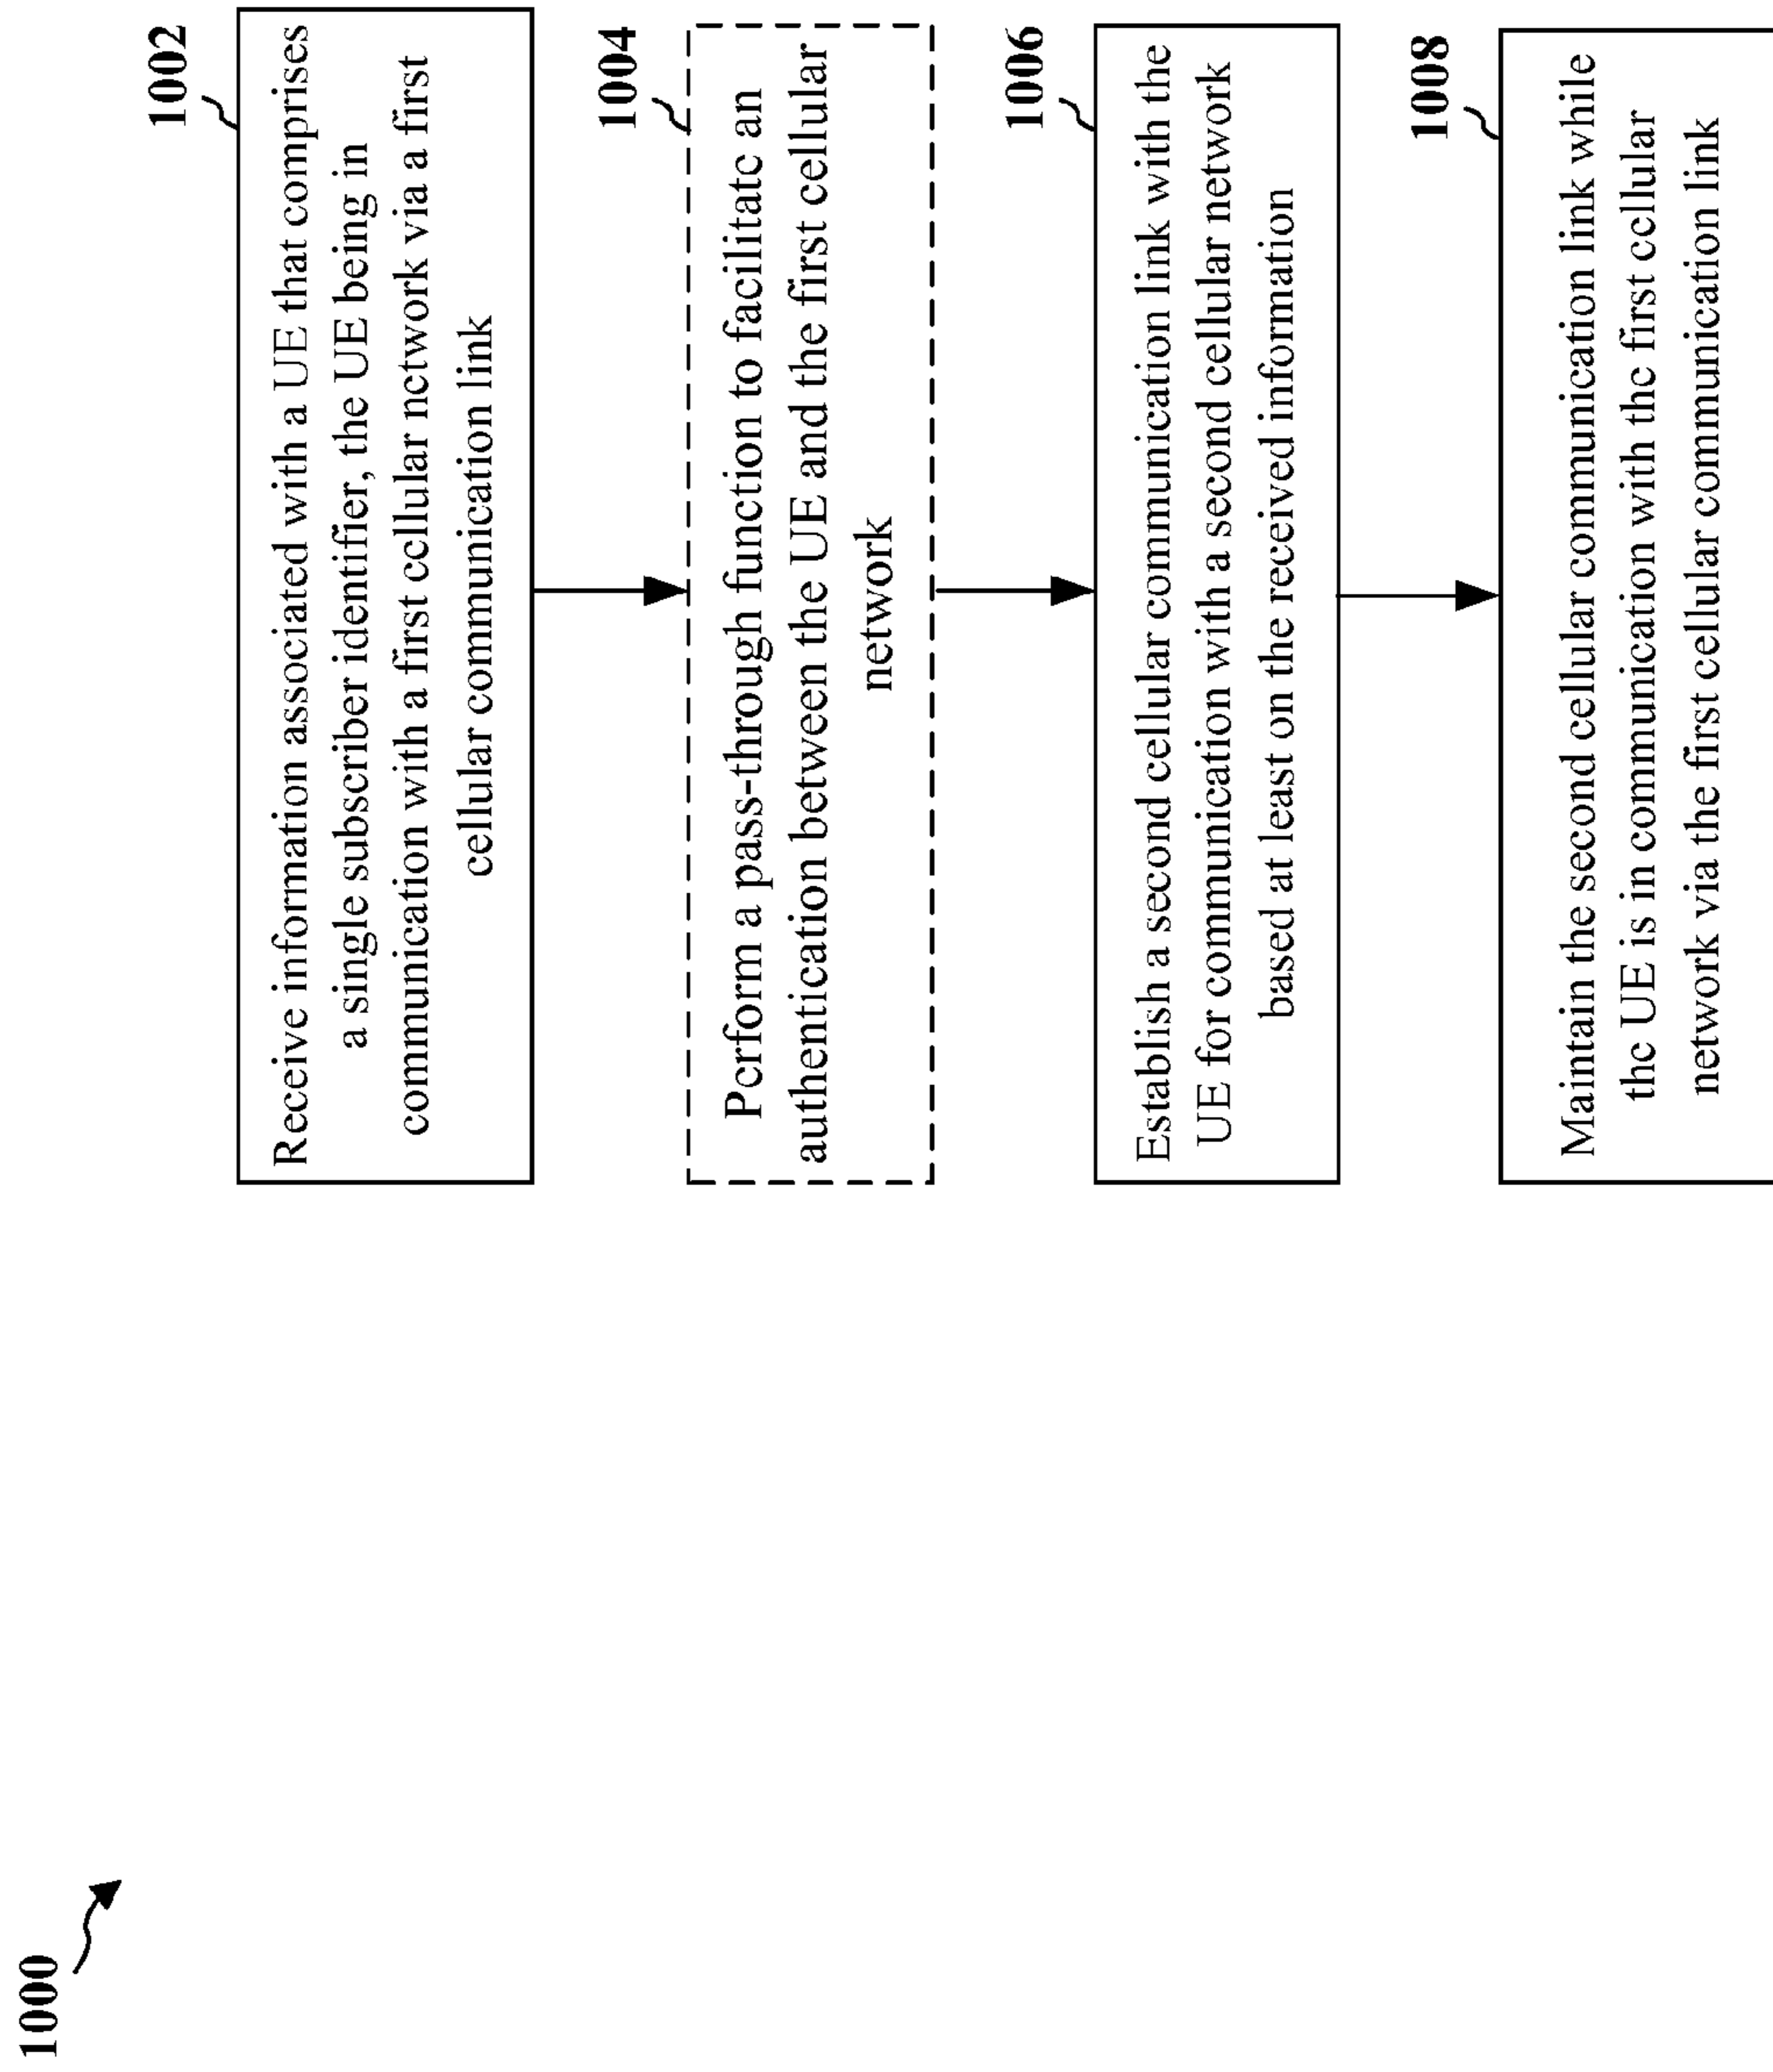 1000
1002
Receive information associated with a UE that comprises
a single subscriber identifier, the UE being in
communication with a first cellular network via a first
cellular communication link
1004
Perform a pass-through function to facilitate an
authentication between the UE and the first cellular
network
1006
Establish a second cellular communication link with the
UE for communication with a second cellular network
based at least on the received information
1008
Maintain the second cellular communication link while
the UE is in communication with the first cellular
network via the first cellular communication link